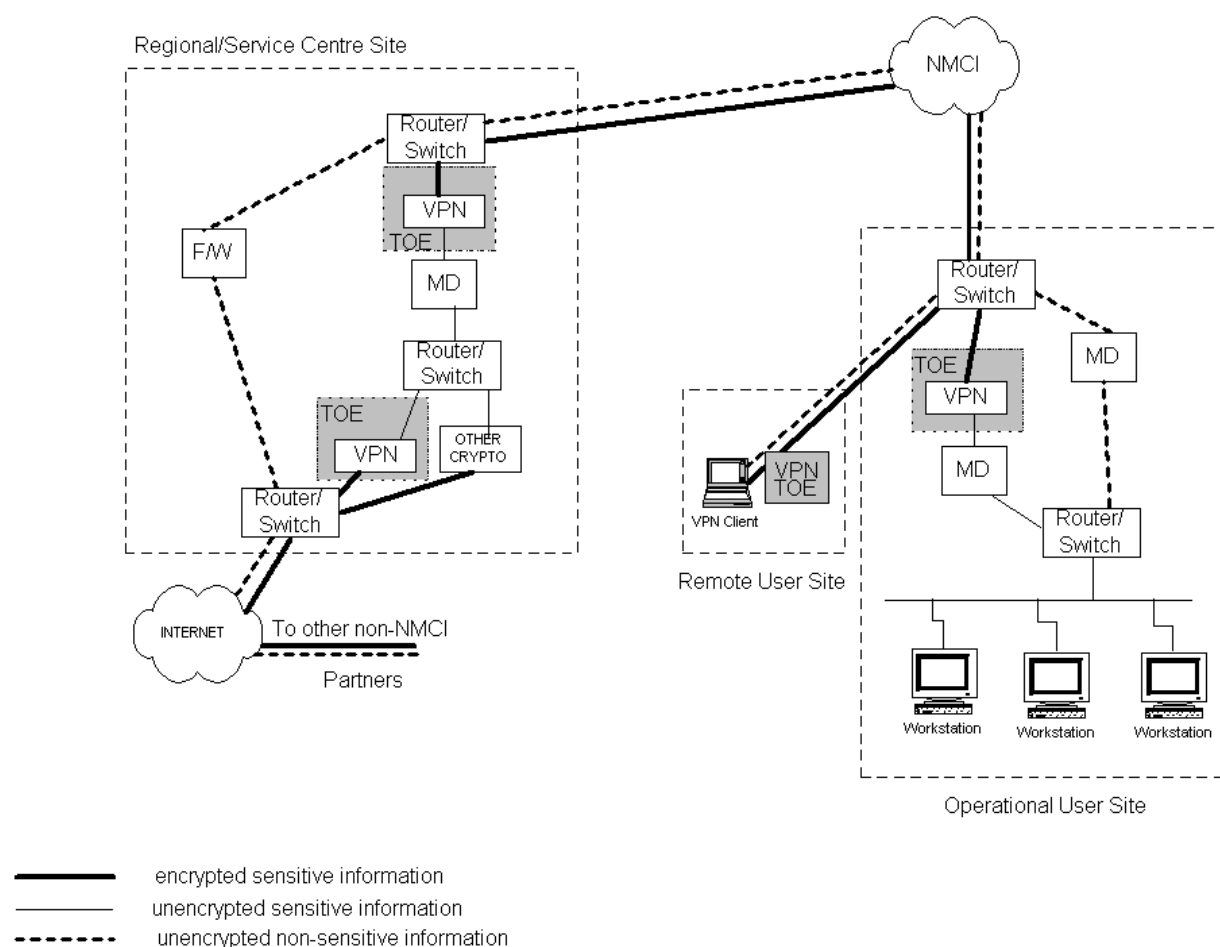 Regional/Service Centre Site
NMCI
Router/
Switch
VPN
TOE
F/W
MD
Router/
Switch
TOE
VPN
OTHER
CRYPTO
Router/
Switch
INTERNET
To other non-NMCI
Partners
Router/
Switch
TOE
VPN
MD
MD
Router/
Switch
VPN
TOE
VPN Client
Remote User Site
Workstation
Workstation
Workstation
Operational User Site
encrypted sensitive information
unencrypted sensitive information
unencrypted non-sensitive information